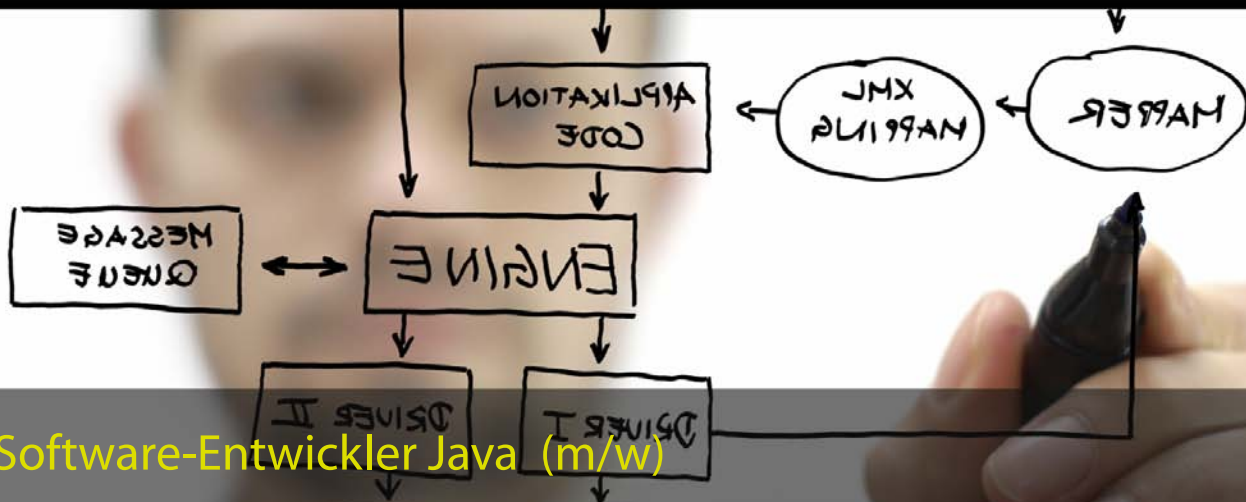 APPLIKATION
CODE
XML
MAPPING
MAPPER
MESSAGE
QUEUE
ENGINE
DRIVER II
DRIVER I
Software-Entwickler Java (m/w)